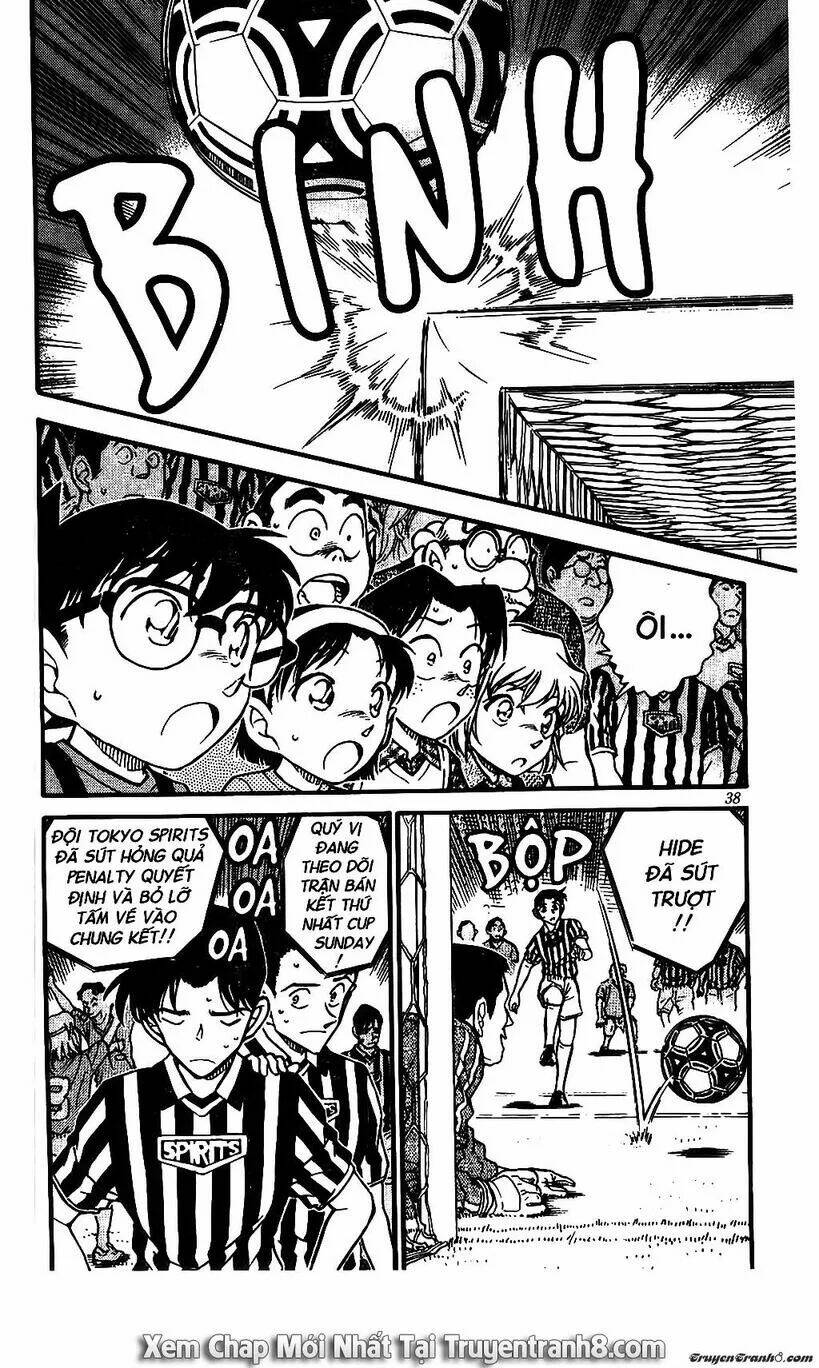 BINH
ÔI...
38
HIDE
ĐÃ SÚT
TRƯỢT
!!
BỘP
QUÝ VỊ
ĐANG
THEO DÕI
TRẬN BÁN
KẾT THỨ
NHẤT CUP
SUNDAY
!
OA
OA
OA
ĐỘI TOKYO SPIRITS
ĐÃ SÚT HỎNG QUẢ
PENALTY QUYẾT
ĐỊNH VÀ BỎ LỠ
TẤM VÉ VÀO
CHUNG KẾT!!
SPIRITS
Xem Chap Mới Nhất Tại Truyentranh8.com
TruyenTranh8.com